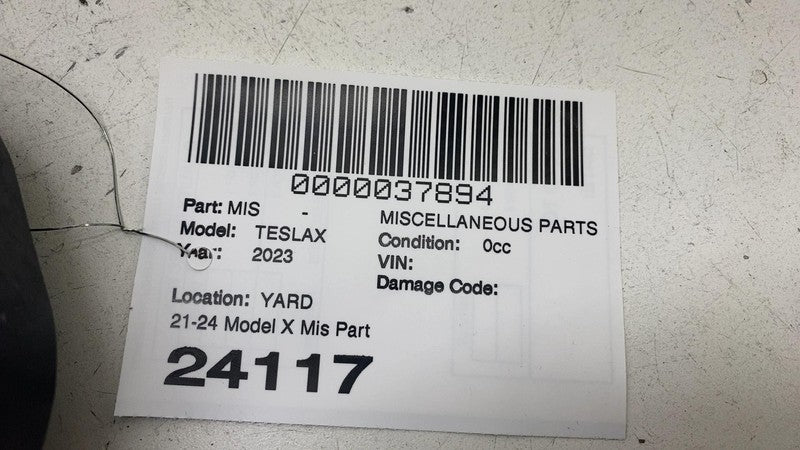 0000037894
Part: MIS - MISCELLANEOUS PARTS
Model: TESLAX Condition: 0cc
Year: 2023 VIN:
Damage Code:
Location: YARD
21-24 Model X Mis Part
24117